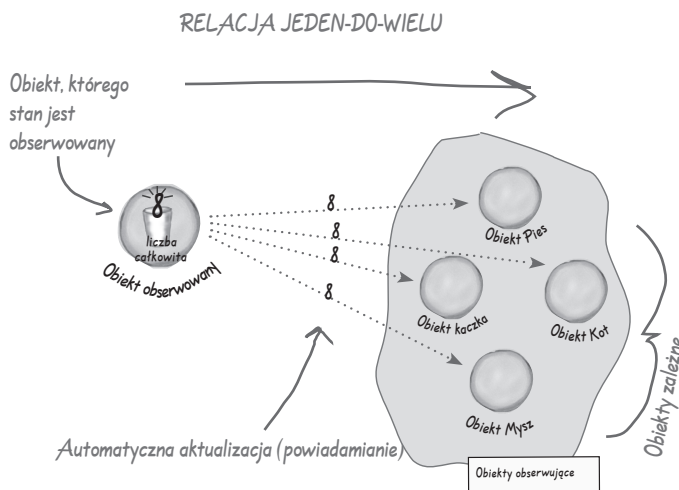 RELACJA JEDEN-DO-WIELU
Obiekt, którego
stan jest
obserwowany
8
liczba
całkowita
Obiekt obserwowany
8
8
8
8
Obiekt Pies
Obiekt kaczka
Obiekt Kot
Obiekt Mysz
Obiekty zależne
Automatyczna aktualizacja (powiadamianie)
Obiekty obserwujące